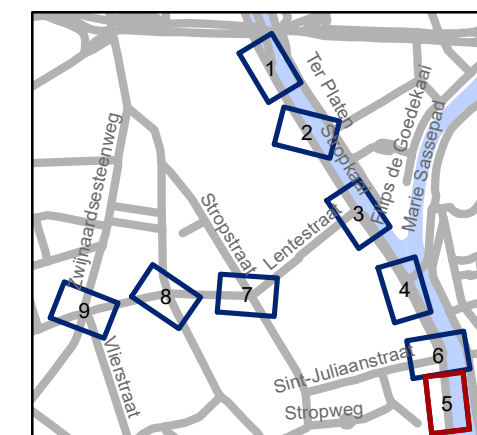 1
Ter Platen
2
Stropkaai
Filips de Goedekaai
Marie Sassepad
Zwijnaardsesteenweg
3
Stropstraat
Lentestraat
4
7
8
9
Vlierstraat
6
Sint-Juliaanstraat
5
Stropweg